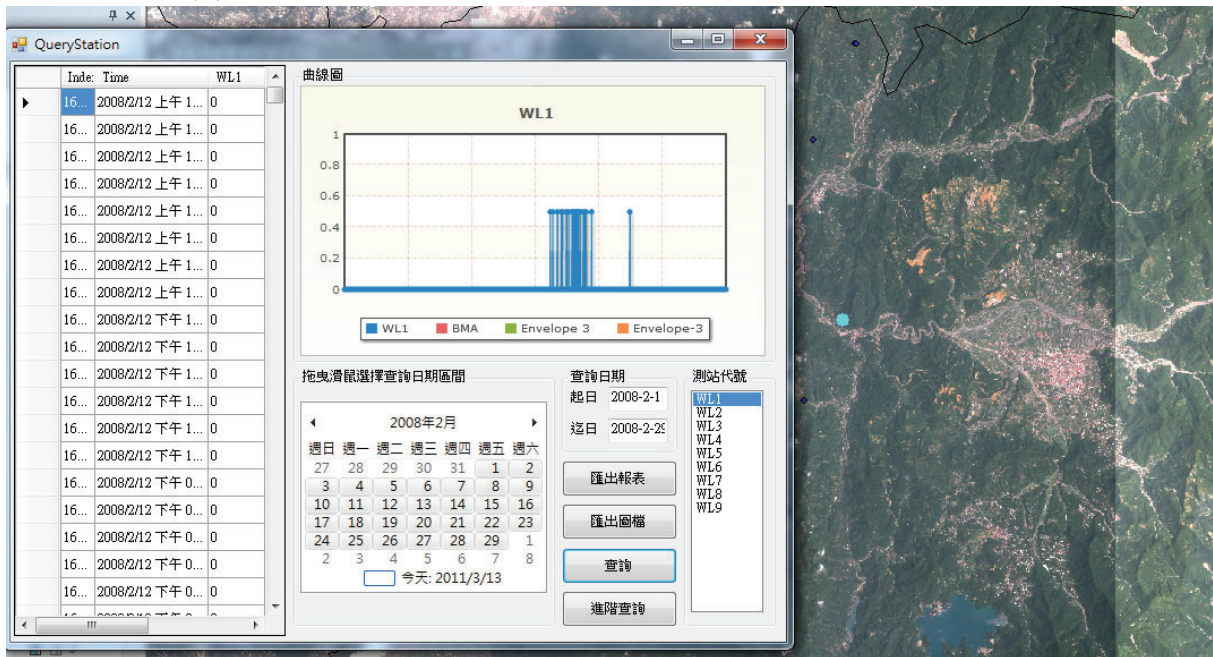 QueryStation
Inde: Time WL1
16... 2008/2/12 上午 1... 0
16... 2008/2/12 上午 1... 0
16... 2008/2/12 上午 1... 0
16... 2008/2/12 上午 1... 0
16... 2008/2/12 上午 1... 0
16... 2008/2/12 上午 1... 0
16... 2008/2/12 上午 1... 0
16... 2008/2/12 上午 1... 0
16... 2008/2/12 下午 1... 0
16... 2008/2/12 下午 1... 0
16... 2008/2/12 下午 1... 0
16... 2008/2/12 下午 1... 0
16... 2008/2/12 下午 1... 0
16... 2008/2/12 下午 1... 0
16... 2008/2/12 下午 0... 0
16... 2008/2/12 下午 0... 0
16... 2008/2/12 下午 0... 0
16... 2008/2/12 下午 0... 0
16... 2008/2/12 下午 0... 0
曲線圖
WL1
1
0.8
0.6
0.4
0.2
0
WL1 BMA Envelope 3 Envelope-3
拖曳滑鼠選擇查詢日期區間
2008年2月
週日 週一 週二 週三 週四 週五 週六
27 28 29 30 31 1 2
3 4 5 6 7 8 9
10 11 12 13 14 15 16
17 18 19 20 21 22 23
24 25 26 27 28 29 1
2 3 4 5 6 7 8
今天: 2011/3/13
查詢日期
起日 2008-2-1
迄日 2008-2-29
匯出報表
匯出圖檔
查詢
進階查詢
測站代號
WL1
WL2
WL3
WL4
WL5
WL6
WL7
WL8
WL9